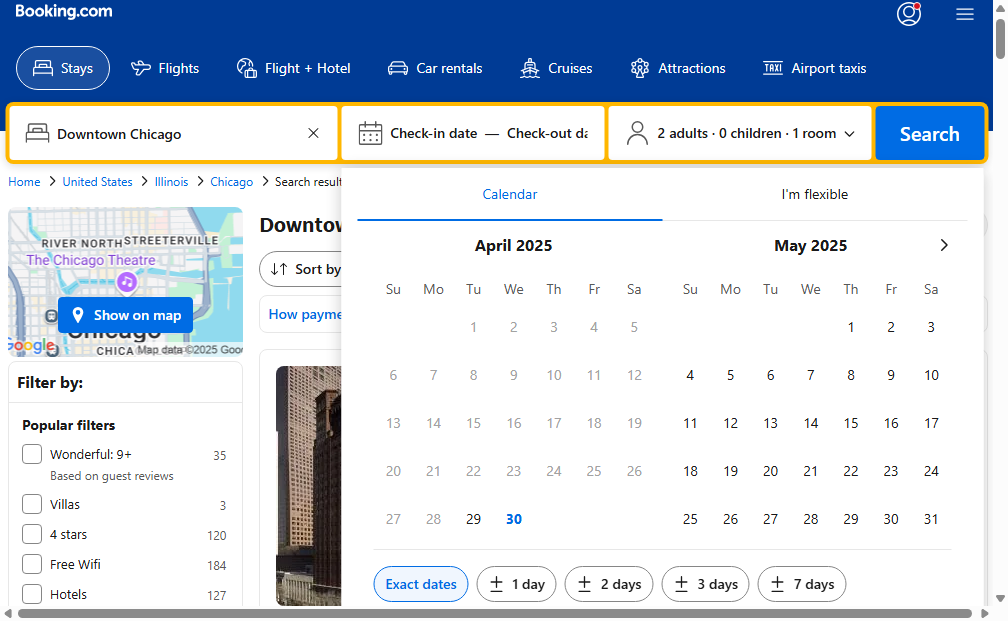 Booking.com
Stays
Flights
Flight + Hotel
Car rentals
Cruises
Attractions
TAXI
Airport taxis
Downtown Chicago
Check-in date — Check-out da
2 adults · 0 children · 1 room
Search
Home > United States > Illinois > Chicago > Search result
RIVER NORTH
STREETERVILLE
The Chicago Theatre
Show on map
Chicago
Google
CHICA
Map data ©2025 Goo
Filter by:
Popular filters
Wonderful: 9+ 35
Based on guest reviews
Villas 3
4 stars 120
Free Wifi 184
Hotels 127
Sort by
How payme
Calendar
I'm flexible
April 2025
Su Mo Tu We Th Fr Sa
1 2 3 4 5
6 7 8 9 10 11 12
13 14 15 16 17 18 19
20 21 22 23 24 25 26
27 28 29 30
May 2025
Su Mo Tu We Th Fr Sa
1 2 3
4 5 6 7 8 9 10
11 12 13 14 15 16 17
18 19 20 21 22 23 24
25 26 27 28 29 30 31
Exact dates
± 1 day
± 2 days
± 3 days
± 7 days